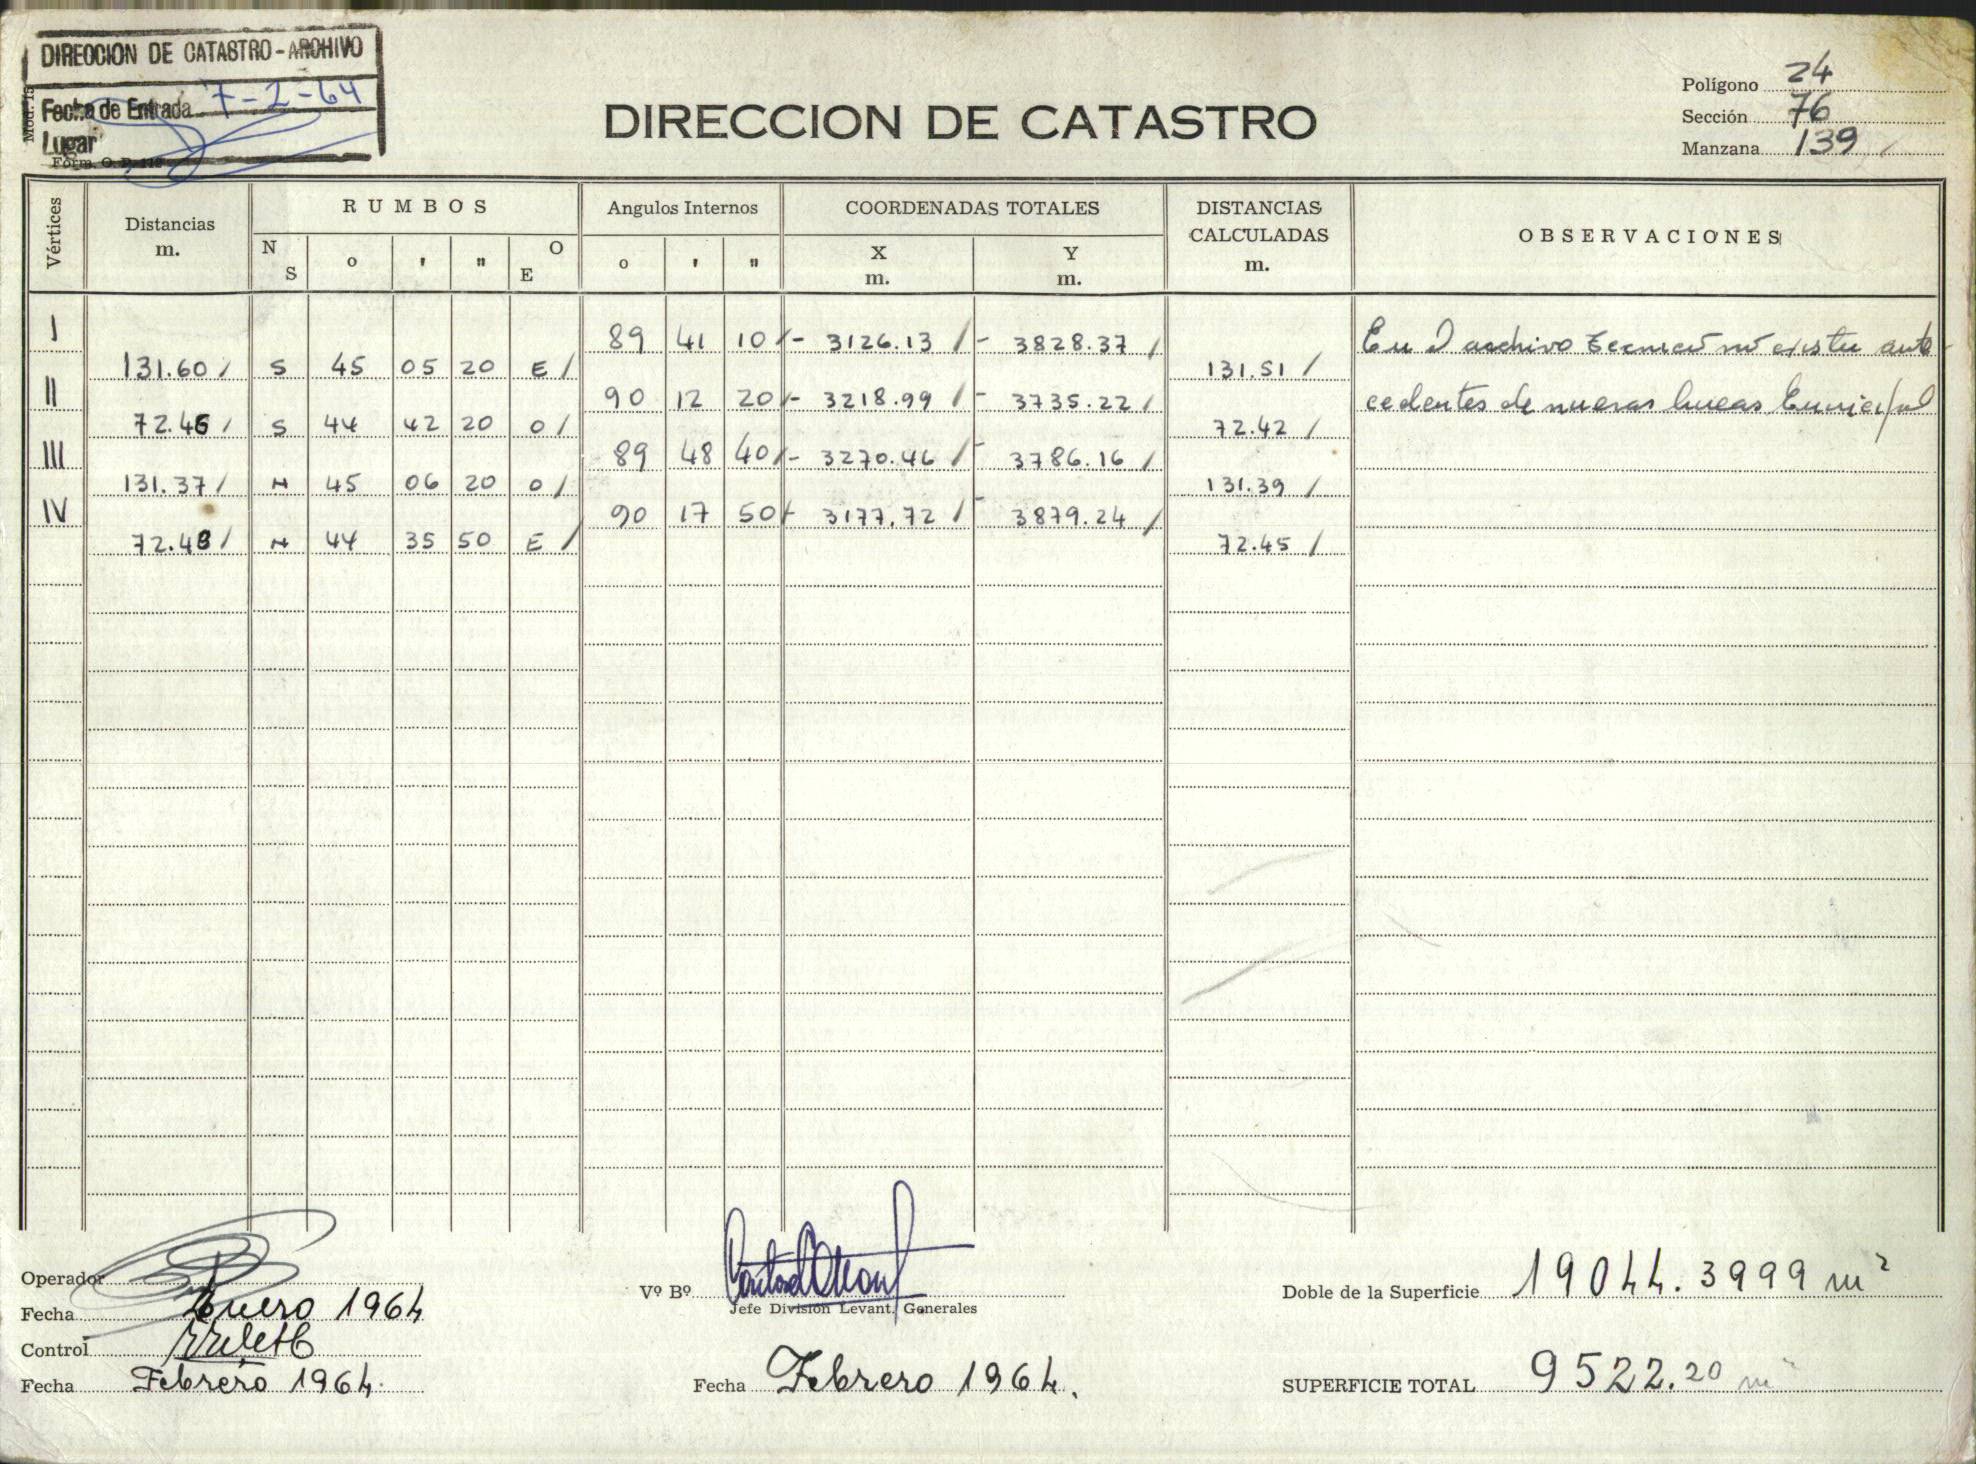 DIRECCION DE CATASTRO-ARCHIVO
Fecha de Entrada 7-2-64
Lugar
Mod. 15
Form. O. P. 118
DIRECCION DE CATASTRO
Polígono 24
Sección 76
Manzana 139
Vértices
Distancias m.
RUMBOS
N S o ' " O E
Angulos Internos
o ' "
COORDENADAS TOTALES
X m. Y m.
DISTANCIAS CALCULADAS m.
OBSERVACIONES
I 89 41 10 - 3126.13 - 3828.37
131.60 S 45 05 20 E 131.51
II 90 12 20 - 3218.99 - 3735.22
72.46 S 44 42 20 O 72.42
III 89 48 40 - 3270.46 - 3786.16
131.37 N 45 06 20 O 131.39
IV 90 17 50 - 3177.72 - 3879.24
72.48 N 44 35 50 E 72.45
En el archivo tecnico no existen ante-
cedentes de nuevas lineas
Operador
Fecha Enero 1964
Control
Fecha Febrero 1964.
Vº Bº
Jefe División Levant. Generales
Fecha Febrero 1964.
Doble de la Superficie 19044.3999 m²
SUPERFICIE TOTAL 9522.20 m²